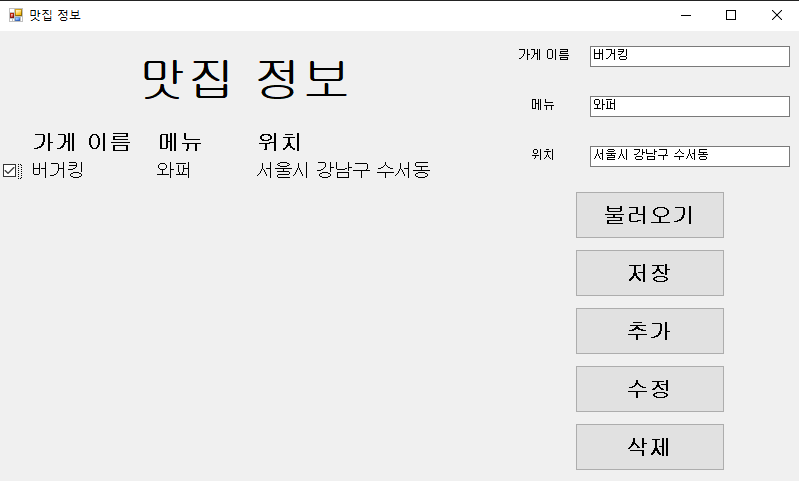 맛집 정보
맛집 정보
가게 이름 메뉴 위치
버거킹 와퍼 서울시 강남구 수서동
가게 이름 버거킹
메뉴 와퍼
위치 서울시 강남구 수서동
불러오기
저장
추가
수정
삭제